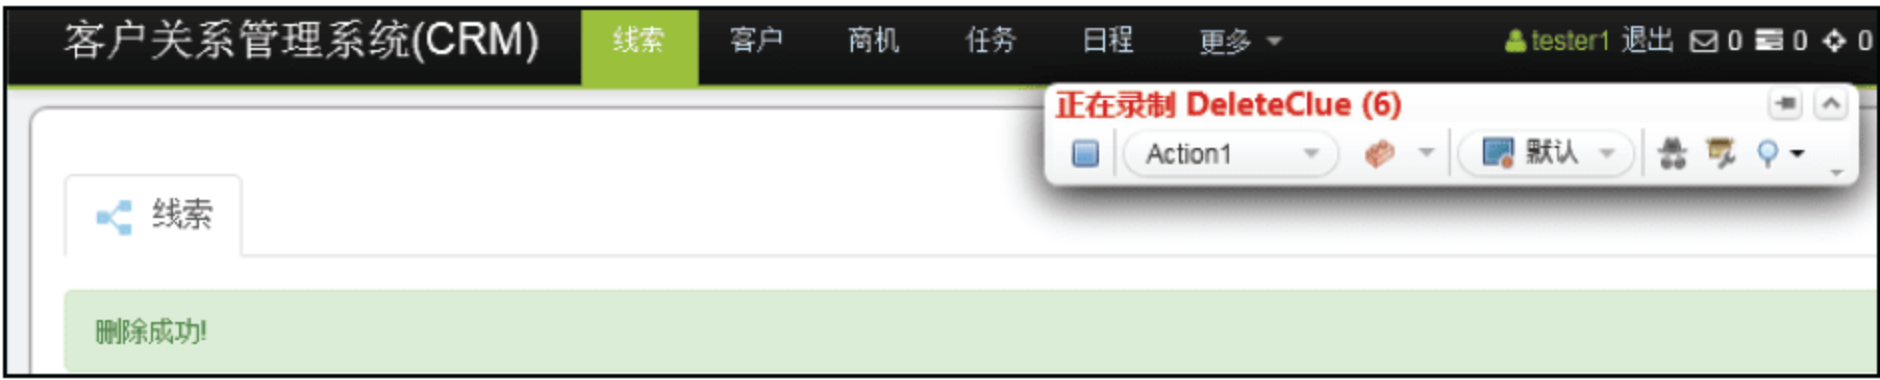 客户关系管理系统(CRM) 线索 客户 商机 任务 日程 更多 tester1 退出 0 0 0
正在录制 DeleteClue (6)
Action1 默认
线索
删除成功!